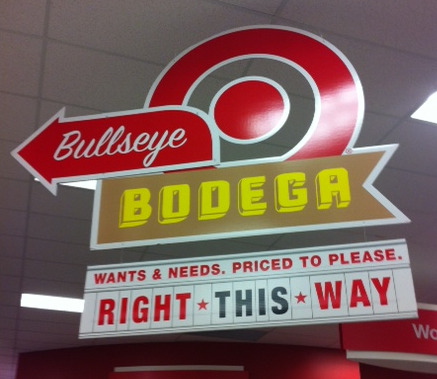 Bullseye
BODEGA
WANTS & NEEDS. PRICED TO PLEASE.
RIGHT ★ THIS ★ WAY